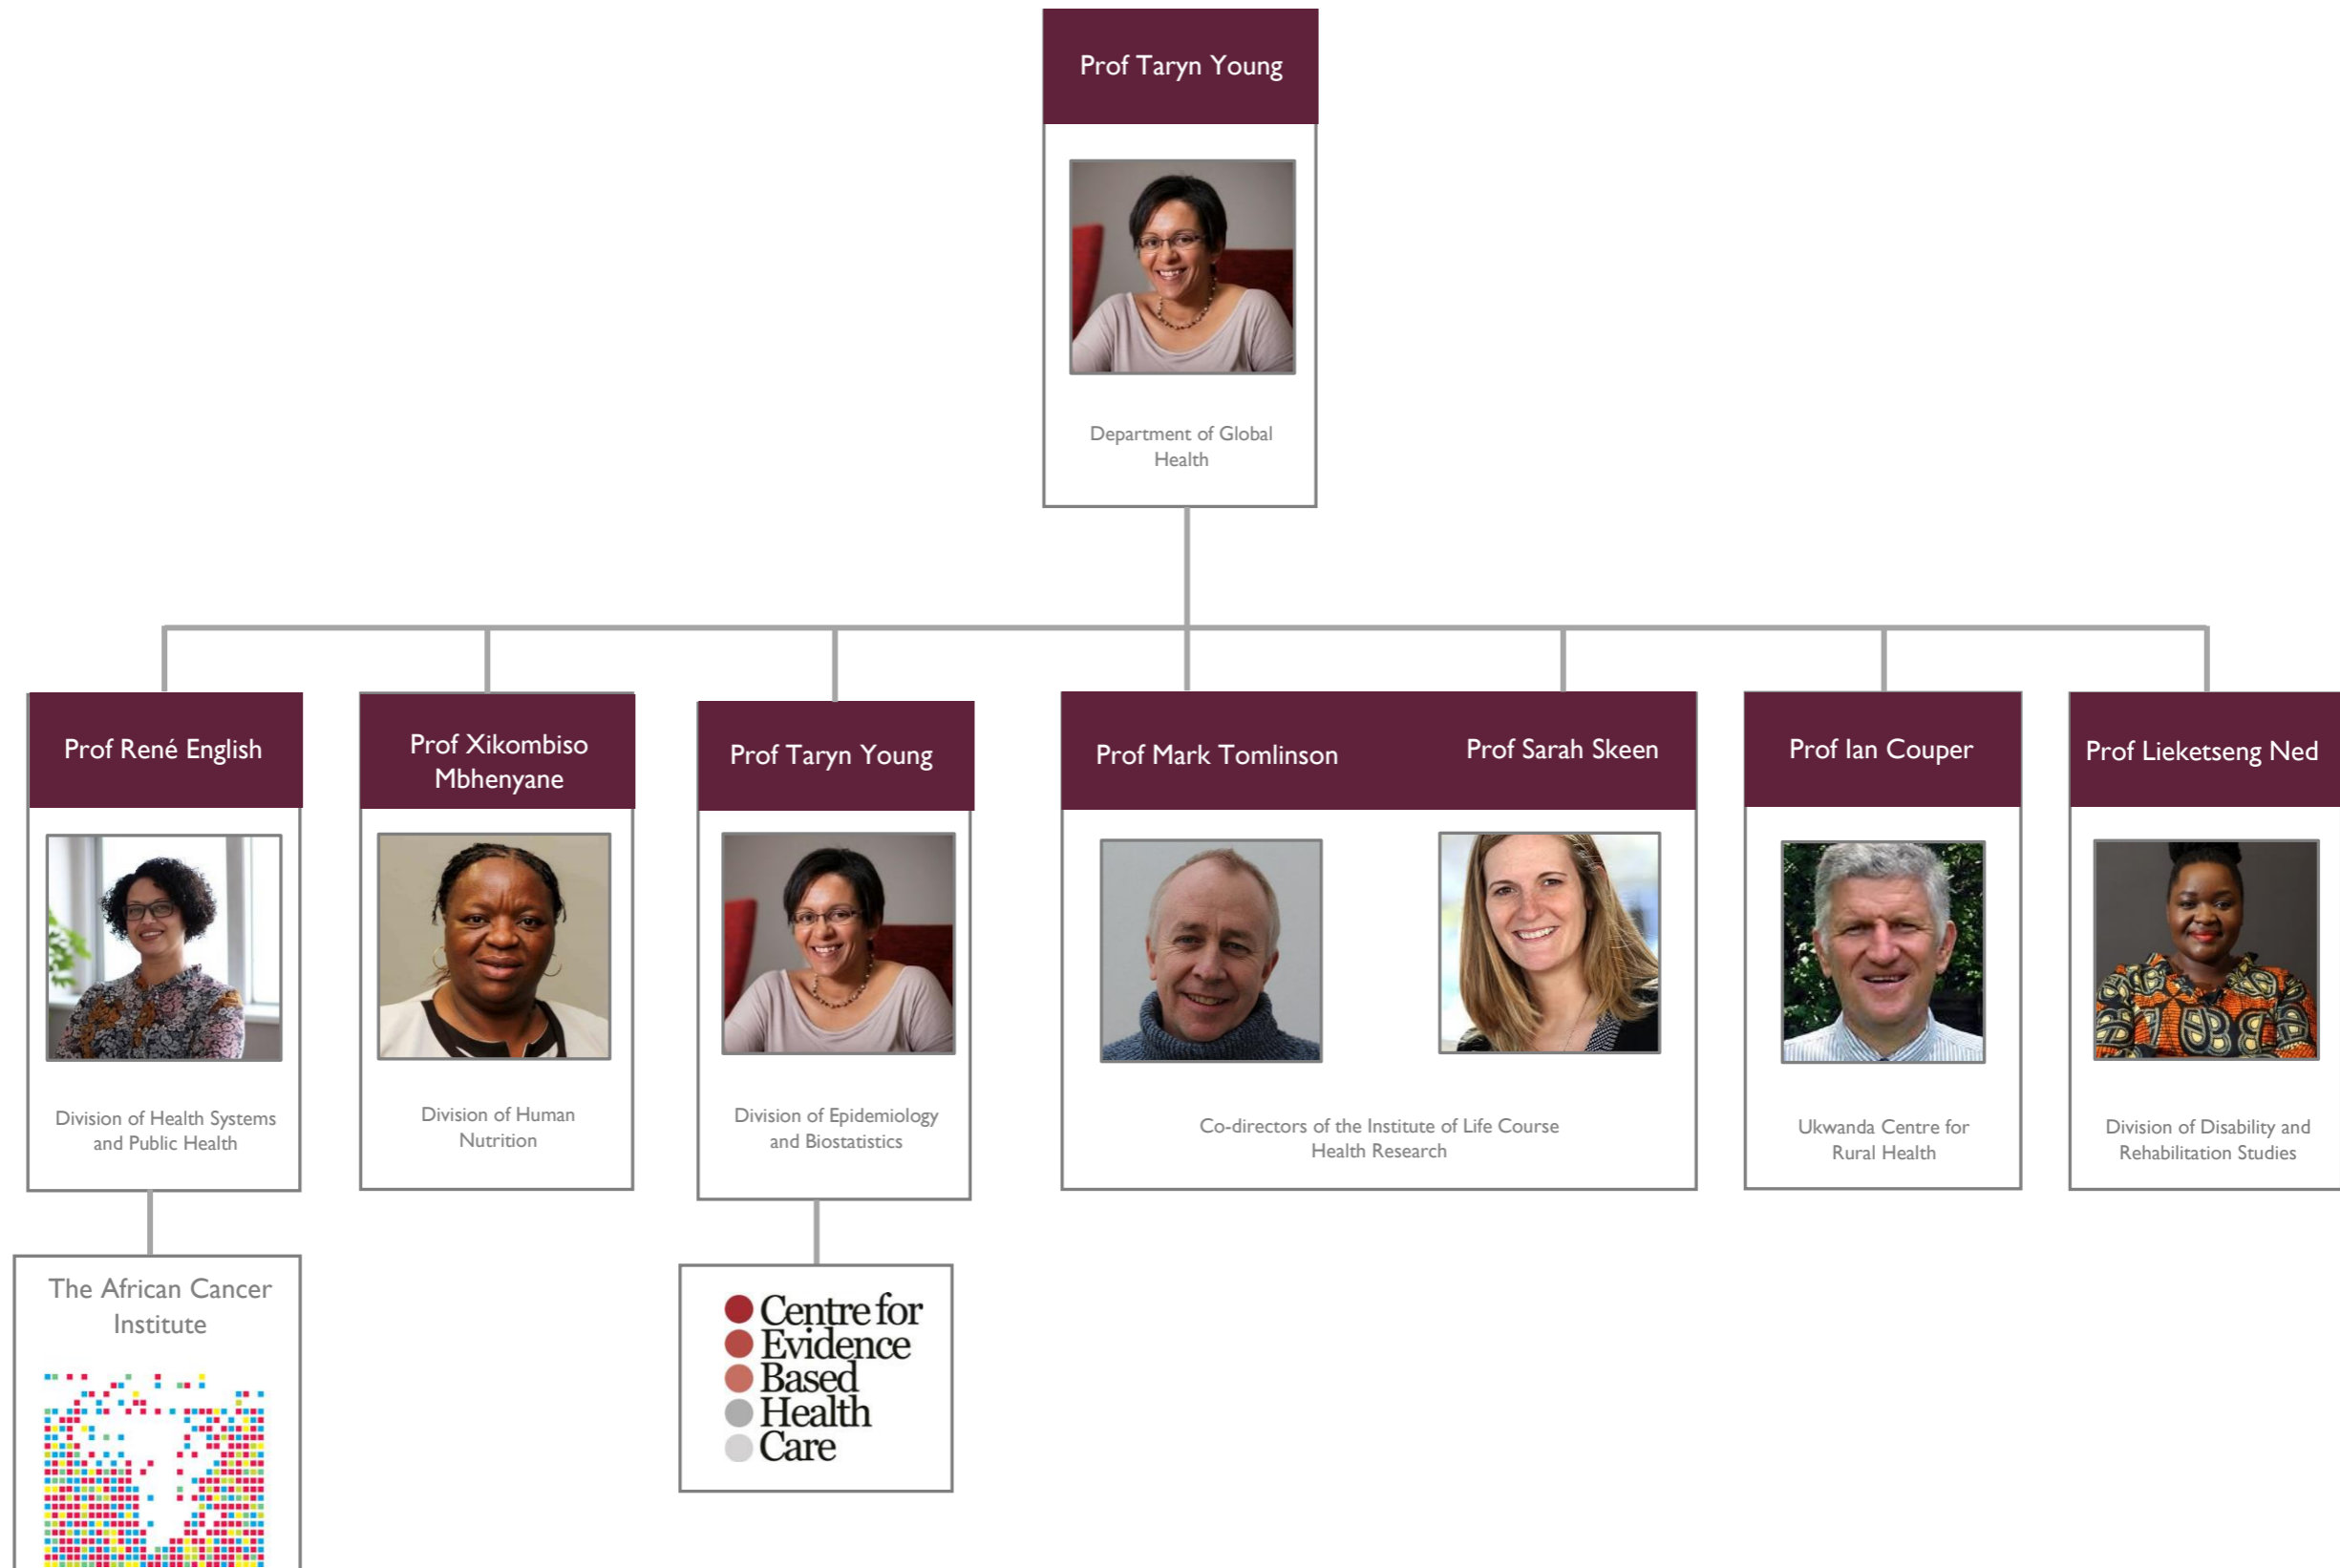 Prof Taryn Young
Department of Global
Health
Prof René English
Division of Health Systems
and Public Health
Prof Xikombiso
Mbhenyane
Division of Human
Nutrition
Prof Taryn Young
Division of Epidemiology
and Biostatistics
Prof Mark Tomlinson
Prof Sarah Skeen
Co-directors of the Institute of Life Course
Health Research
Prof Ian Couper
Ukwanda Centre for
Rural Health
Prof Lieketseng Ned
Division of Disability and
Rehabilitation Studies
The African Cancer
Institute
Centre for
Evidence
Based
Health
Care